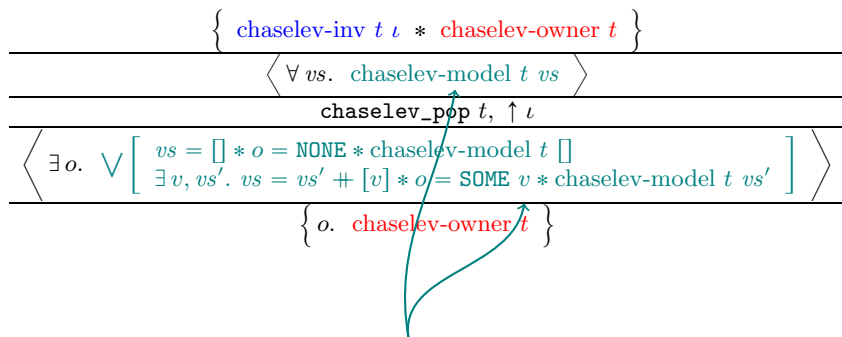 { chaselev-inv t ι * chaselev-owner t }
⟨ ∀ vs. chaselev-model t vs ⟩
chaselev_pop t, ↑ ι
⟨ ∃ o. ⋁ [ vs = [] * o = NONE * chaselev-model t []
∃ v, vs′. vs = vs′ ++ [v] * o = SOME v * chaselev-model t vs′ ] ⟩
{ o. chaselev-owner t }